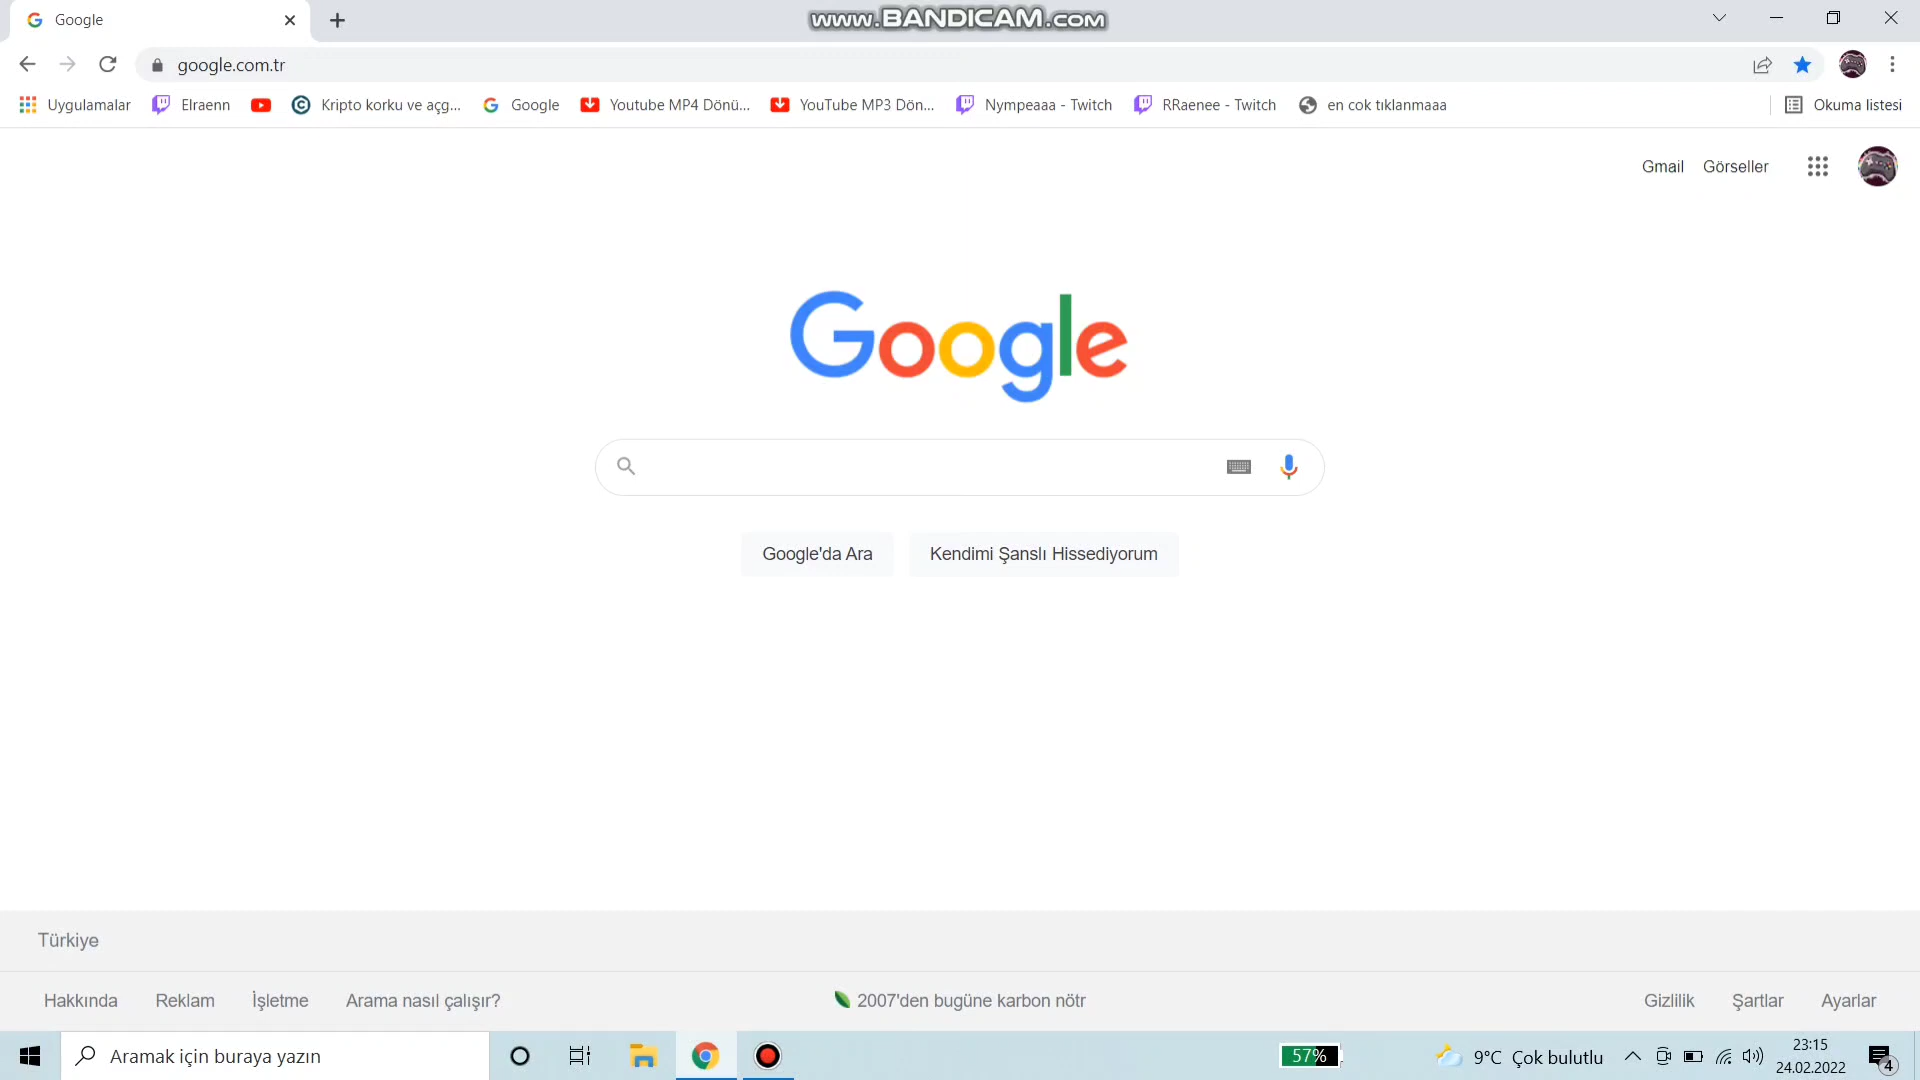 Google
www.BANDICAM.com
google.com.tr
Uygulamalar
Elraenn
Kripto korku ve açg...
Google
Youtube MP4 Dönü...
YouTube MP3 Dön...
Nympeaaa - Twitch
RRaenee - Twitch
en cok tıklanmaaa
Okuma listesi
Gmail
Görseller
Google
Google'da Ara
Kendimi Şanslı Hissediyorum
Türkiye
Hakkında
Reklam
İşletme
Arama nasıl çalışır?
2007'den bugüne karbon nötr
Gizlilik
Şartlar
Ayarlar
Aramak için buraya yazın
57%
9°C Çok bulutlu
23:15
24.02.2022
4